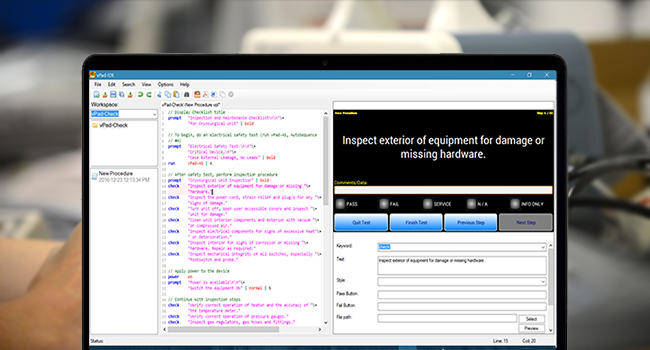 vPad-IDE
File Edit Search View Options Help
Workspace:
vPad-Check
vPad-Check
New Procedure
2016-12-23 12:13:34 PM
vPad-Check\New Procedure.vpl*
// Display checklist title
prompt "Inspection and Maintenance Checklist\n\n"\+
"for Cryosurgical Unit" | bold
// To begin, do an electrical safety test (run vPad-A1, Autosequence
// #4)
prompt "Electrical Safety Test:\n\n"\+
"Critical Device,\n"\+
"Case External Leakage, No Leads" | bold
run vPad-A1 | 4
// After safety test, perform inspection procedure
prompt "Cryosurgical Unit" | bold
check "Inspect exterior of equipment for damage or missing "\+
"hardware."
check "Inspect the power cord, strain relief and plug/s for any "\+
"signs of damage."
check "Turn unit off, open user accessible covers and inspect "\+
"unit for damage."
check "Clean unit interior components and exterior with vacuum "\+
"or compressed air."
check "Inspect electrical components for signs of excessive heat"\+
" or deterioration."
check "Inspect interior for signs of corrosion or missing "\+
"hardware. Repair as required."
check "Inspect mechanical integrity of all switches, especially "\+
"footswitch and probe."
// Apply power to the device
power on
prompt "Power is available\n\n"\+
"Switch the equipment ON" | normal | 6
// Continue with inspection steps
check "Verify correct operation of heater and the accuracy of "\+
"the temperature meter."
check "Verify correct operation of pressure gauges."
check "Inspect gas regulators, gas hoses and fittings."
New Procedure
Inspect exterior of equipment for damage or
missing hardware.
Comments/Data:
PASS FAIL SERVICE N / A INFO ONLY
Quit Test Finish Test Previous Step Next Step
Keyword: check
Text: Inspect exterior of equipment for damage or missing hardware.
Style:
Pass Button:
Fail Button:
File path: Select
Preview
Status: Line: 15 Col: 20